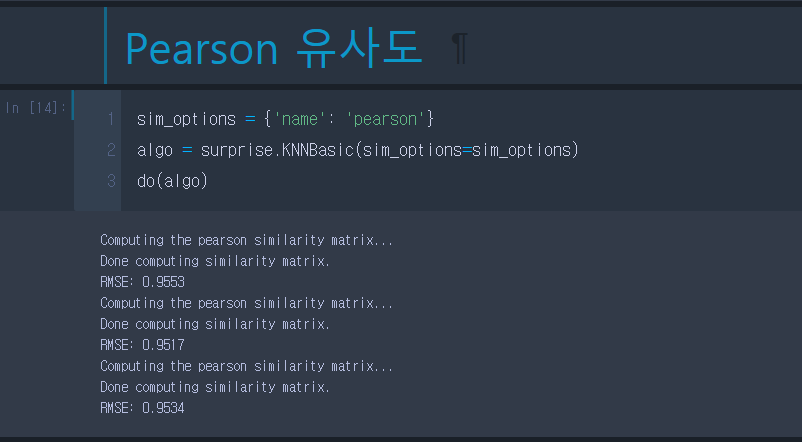 Pearson 유사도 ¶
In [14]:
1 sim_options = {'name': 'pearson'}
2 algo = surprise.KNNBasic(sim_options=sim_options)
3 do(algo)
Computing the pearson similarity matrix...
Done computing similarity matrix.
RMSE: 0.9553
Computing the pearson similarity matrix...
Done computing similarity matrix.
RMSE: 0.9517
Computing the pearson similarity matrix...
Done computing similarity matrix.
RMSE: 0.9534